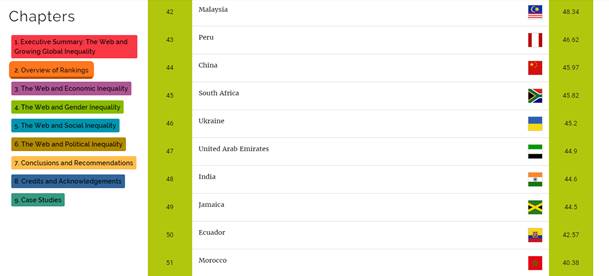 Chapters
1. Executive Summary: The Web and
Growing Global Inequality
2. Overview of Rankings
3. The Web and Economic Inequality
4. The Web and Gender Inequality
5. The Web and Social Inequality
6. The Web and Political Inequality
7. Conclusions and Recommendations
8. Credits and Acknowledgements
9. Case Studies
42 Malaysia 48.34
43 Peru 46.62
44 China 45.97
45 South Africa 45.82
46 Ukraine 45.2
47 United Arab Emirates 44.9
48 India 44.6
49 Jamaica 44.5
50 Ecuador 42.57
51 Morocco 40.38